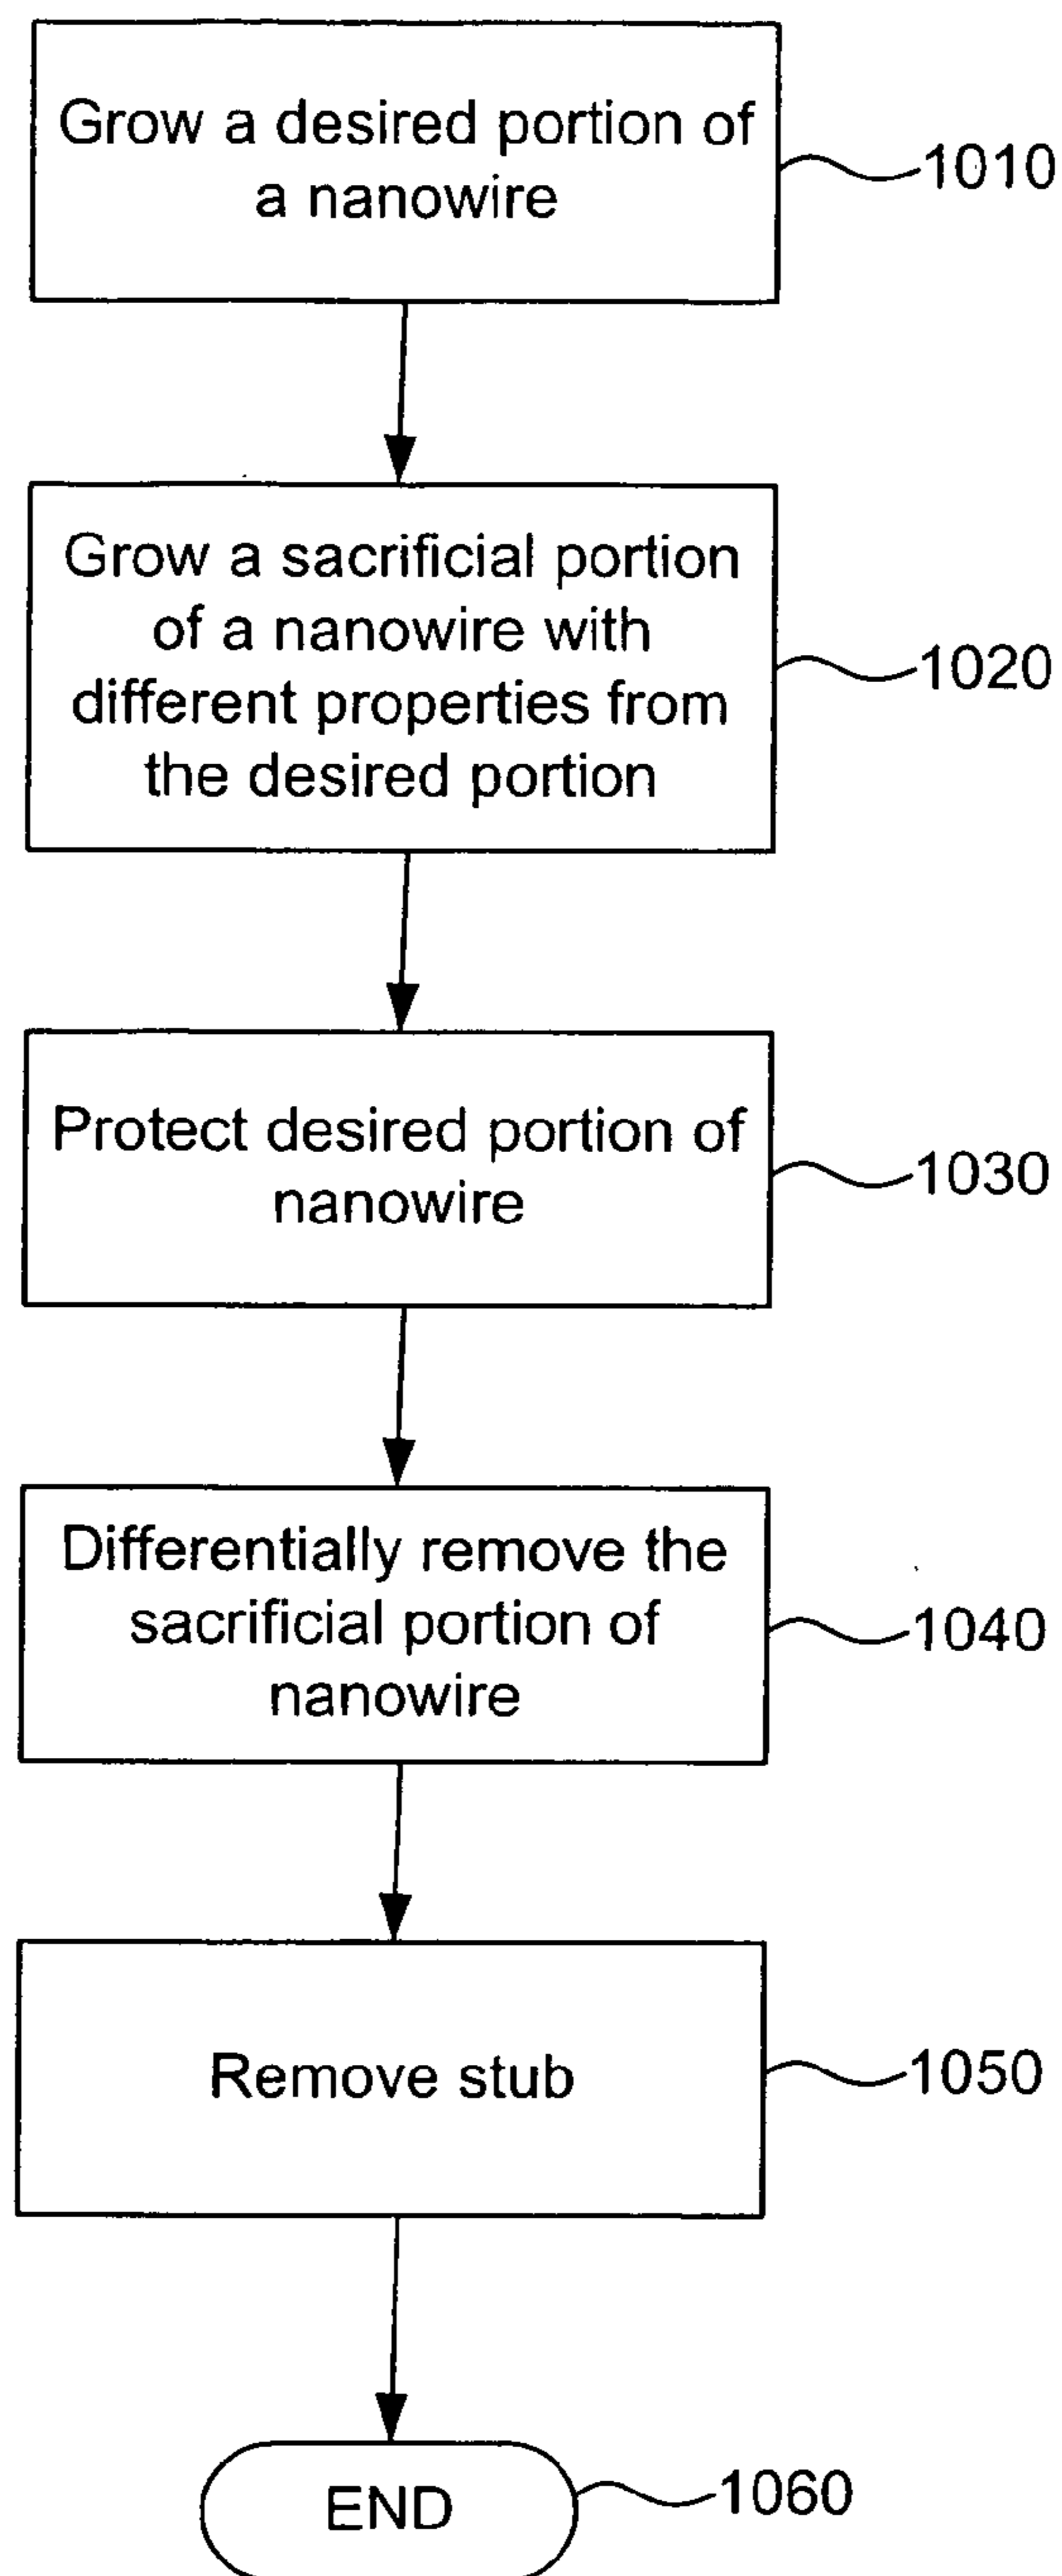 Grow a desired portion of
a nanowire
1010
Grow a sacrificial portion
of a nanowire with
different properties from
the desired portion
1020
Protect desired portion of
nanowire
1030
Differentially remove the
sacrificial portion of
nanowire
1040
Remove stub
1050
END
1060